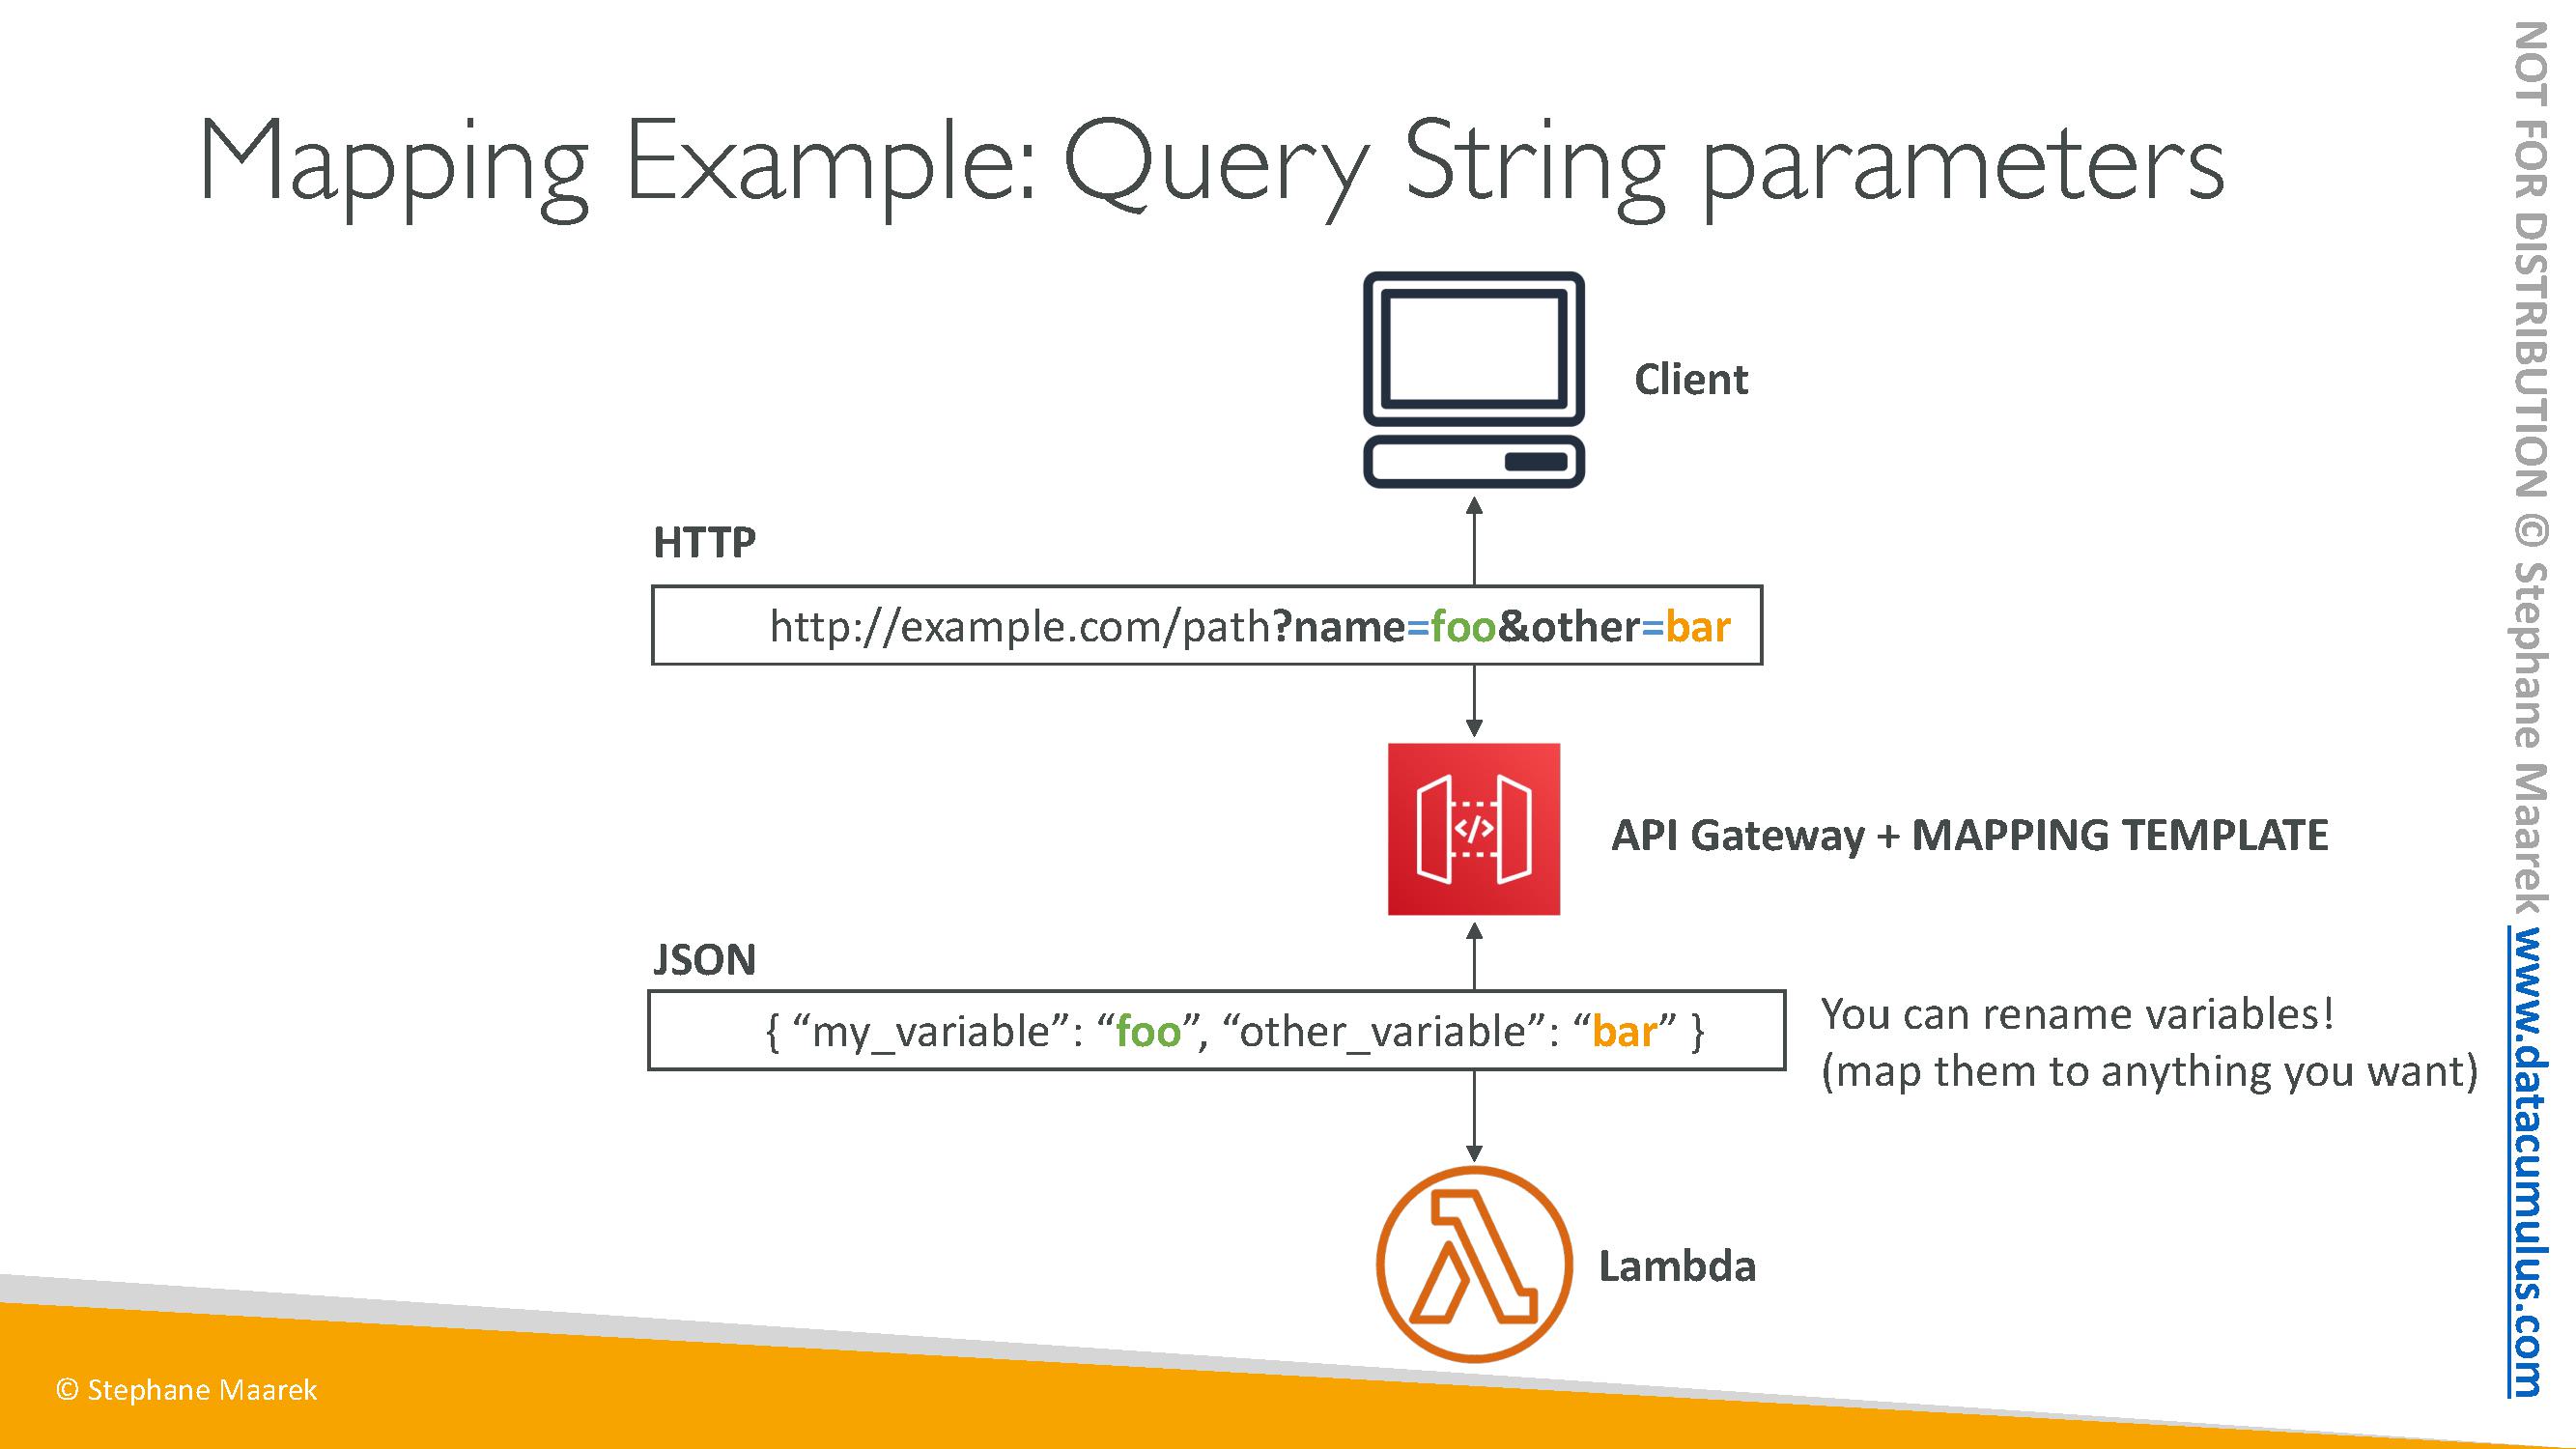 Mapping Example: Query String parameters
Client
HTTP
http://example.com/path?name=foo&other=bar
</>
API Gateway + MAPPING TEMPLATE
JSON
{ “my_variable”: “foo”, “other_variable”: “bar” }
You can rename variables!
(map them to anything you want)
Lambda
© Stephane Maarek
NOT FOR DISTRIBUTION © Stephane Maarek www.datacumulus.com